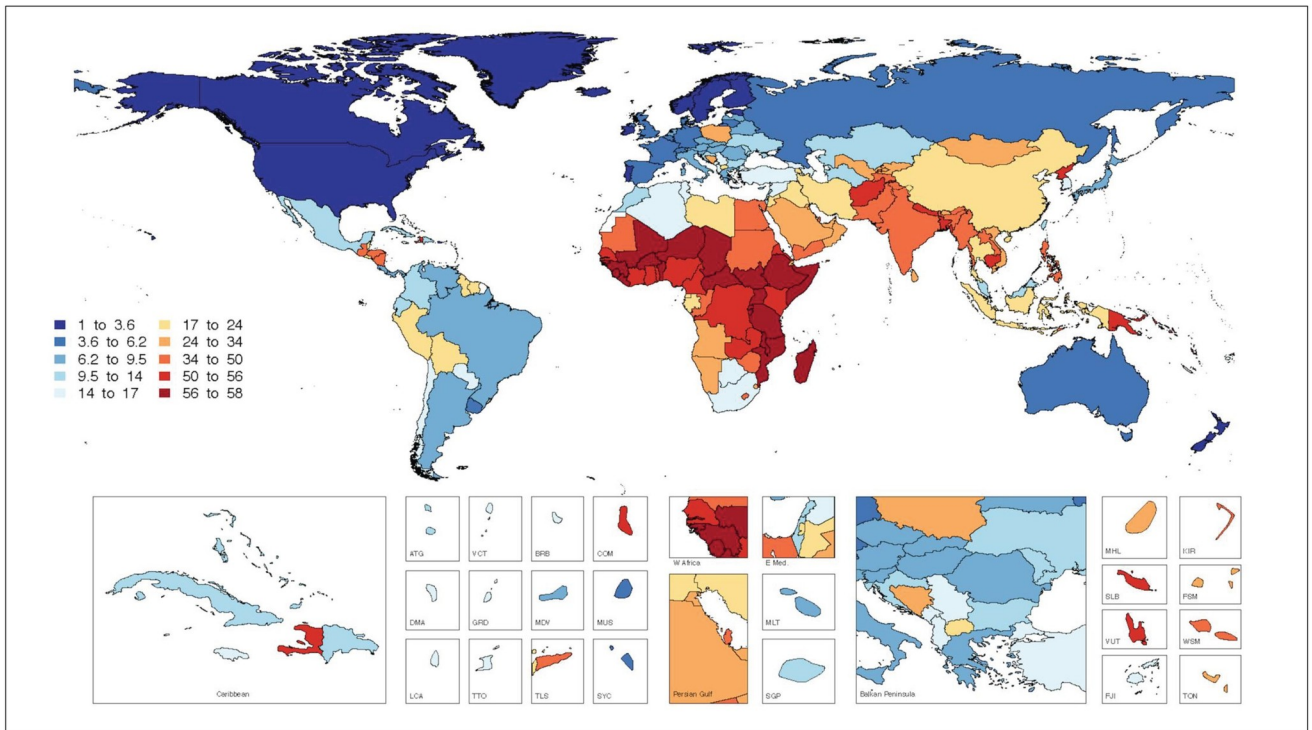 1 to 3.6
3.6 to 6.2
6.2 to 9.5
9.5 to 14
14 to 17
17 to 24
24 to 34
34 to 50
50 to 56
56 to 58
Caribbean
ATG
VCT
BRB
COM
DMA
GRD
MDV
MUS
LCA
TTO
TLS
SYC
W Africa
E Med.
Persian Gulf
MLT
SGP
Balkan Peninsula
MHL
KIR
SLB
FSM
VUT
WSM
FJI
TON